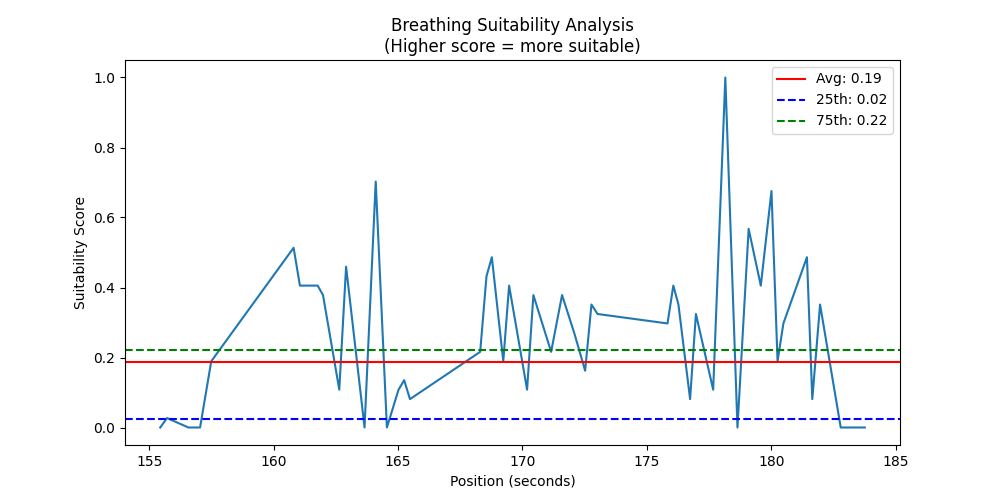 Breathing Suitability Analysis
(Higher score = more suitable)
Avg: 0.19
25th: 0.02
75th: 0.22
Suitability Score
1.0
0.8
0.6
0.4
0.2
0.0
155
160
165
170
175
180
185
Position (seconds)